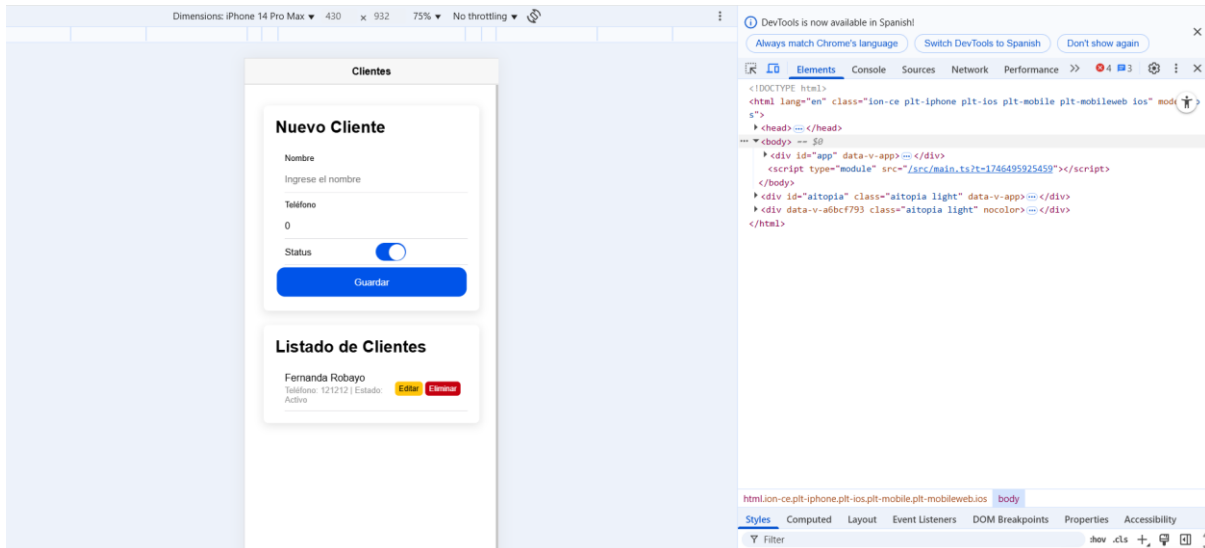 Dimensions: iPhone 14 Pro Max ▼ 430 x 932 75% ▼ No throttling ▼
Clientes
Nuevo Cliente
Nombre
Ingrese el nombre
Teléfono
0
Status
Guardar
Listado de Clientes
Fernanda Robayo
Teléfono: 121212 | Estado:
Activo
Editar Eliminar
DevTools is now available in Spanish!
Always match Chrome's language Switch DevTools to Spanish Don't show again
Elements Console Sources Network Performance 4 3
<!DOCTYPE html>
<html lang="en" class="ion-ce plt-iphone plt-ios plt-mobile plt-mobileweb ios" mode
s">
<head> </head>
<body> == $0
<div id="app" data-v-app> </div>
<script type="module" src="/src/main.ts?t=1746495925459"></script>
</body>
<div id="aitopia" class="aitopia light" data-v-app> </div>
<div data-v-a6bcf793 class="aitopia light" nocolor> </div>
</html>
html.ion-ce.plt-iphone.plt-ios.plt-mobile.plt-mobileweb.ios body
Styles Computed Layout Event Listeners DOM Breakpoints Properties Accessibility
Filter :hov .cls